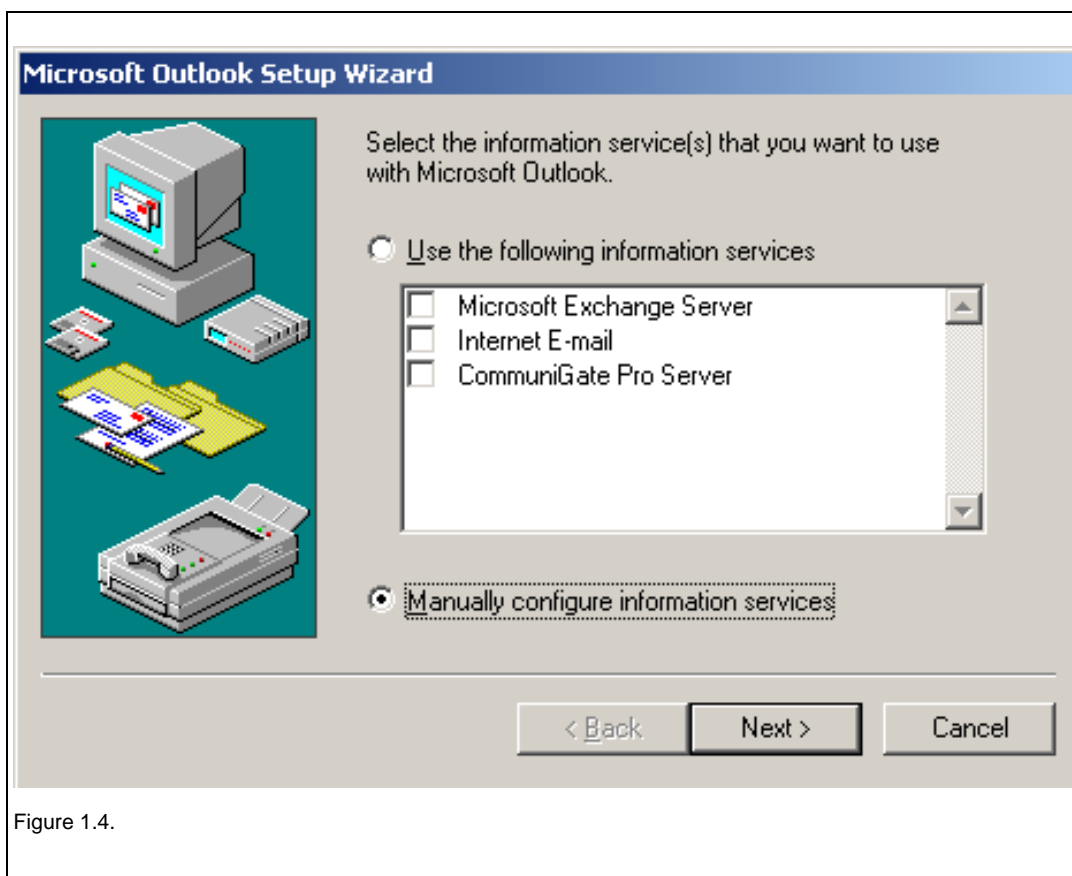 Microsoft Outlook Setup Wizard
Select the information service(s) that you want to use
with Microsoft Outlook.
Use the following information services
Microsoft Exchange Server
Internet E-mail
CommuniGate Pro Server
Manually configure information services
< Back
Next >
Cancel
Figure 1.4.